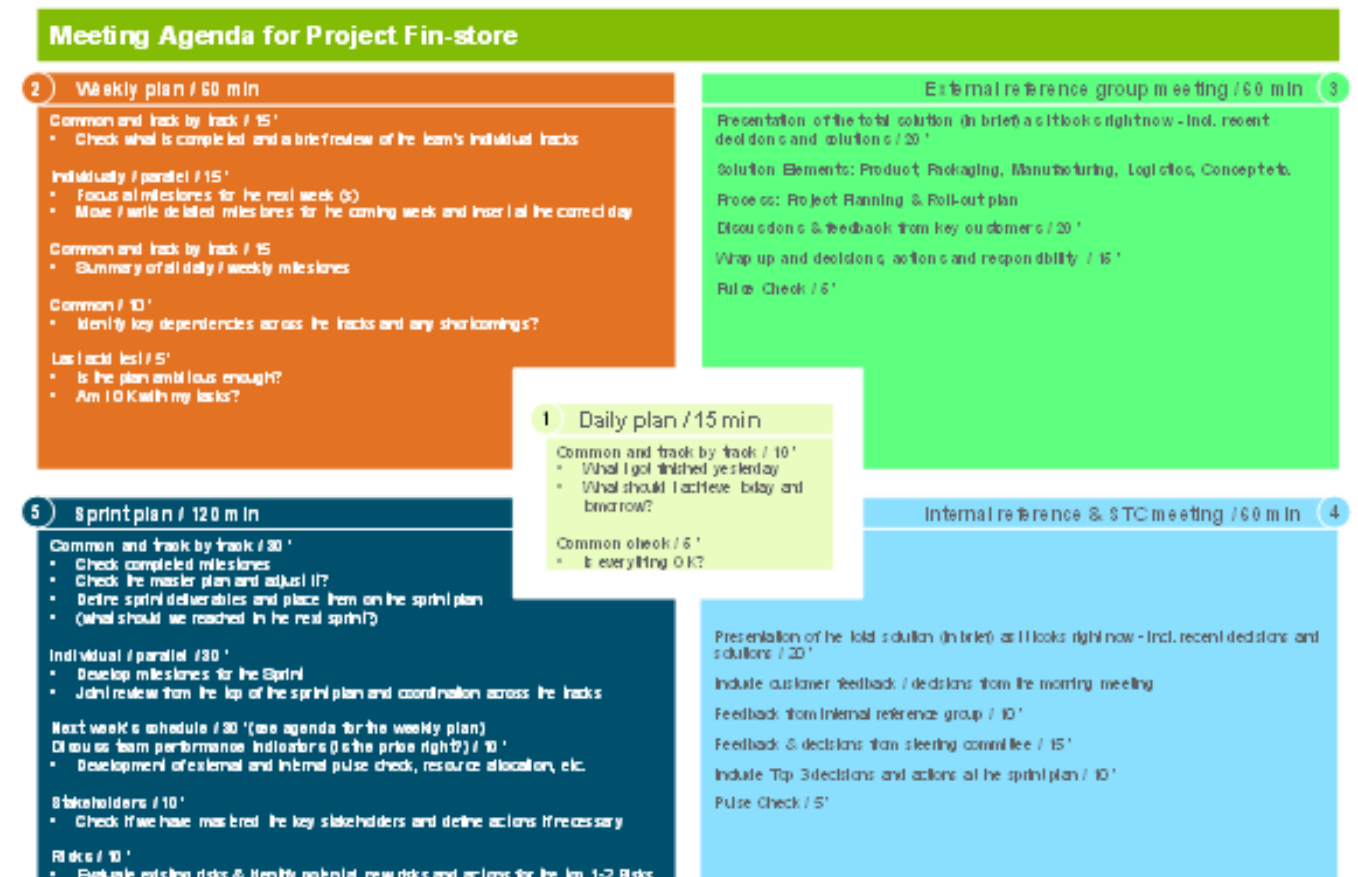 Meeting Agenda for Project Fin-store
2 Weekly plan / 60 min
Common and track by track / 15'
• Check what is completed and a brief review of the team's individual tracks
Individually / parallel / 15'
• Focus at milestones for the next week (s)
• Move / write detailed milestones for the coming week and insert at the correct day
Common and track by track / 15
• Summary of all daily / weekly milestones
Common / 10'
• Identify key dependencies across the tracks and any shortcomings?
Last acid test / 5'
• Is the plan ambitious enough?
• Am I OK with my tasks?
External reference group meeting / 60 min 3
Presentation of the total solution (in brief) as it looks right now - incl. recent
decisions and solutions / 20 '
Solution Elements: Product, Packaging, Manufacturing, Logistics, Concept etc.
Process: Project Planning & Roll-out plan
Discussions & feedback from key customers / 20 '
Wrap up and decisions, actions and responsibility / 15 '
Pulse Check / 5'
1 Daily plan / 15 min
Common and track by track / 10'
• What I got finished yesterday
• What should I achieve today and
tomorrow?
Common check / 5 '
• Is everything OK?
5 Sprint plan / 120 min
Common and track by track / 30 '
• Check completed milestones
• Check the master plan and adjust it?
• Define sprint deliverables and place them on the sprint plan
• (what should we reached in the next sprint?)
Individual / parallel / 30 '
• Develop milestones for the Sprint
• Joint review from the top of the sprint plan and coordination across the tracks
Next week's schedule / 30 '(see agenda for the weekly plan)
Discuss team performance indicators (Is the price right?) / 10 '
• Development of external and internal pulse check, resource allocation, etc.
Stakeholders / 10'
• Check if we have mastered the key stakeholders and define actions if necessary
Risks / 10 '
• Evaluate existing risks & identify potential new risks and actions for the top 1-2 Risks
Internal reference & STC meeting / 60 min 4
Presentation of the total solution (in brief) as it looks right now - incl. recent decisions and
solutions / 20 '
Include customer feedback / decisions from the morning meeting
Feedback from internal reference group / 10 '
Feedback & decisions from steering committee / 15 '
Include Top 3 decisions and actions at the sprint plan / 10 '
Pulse Check / 5'